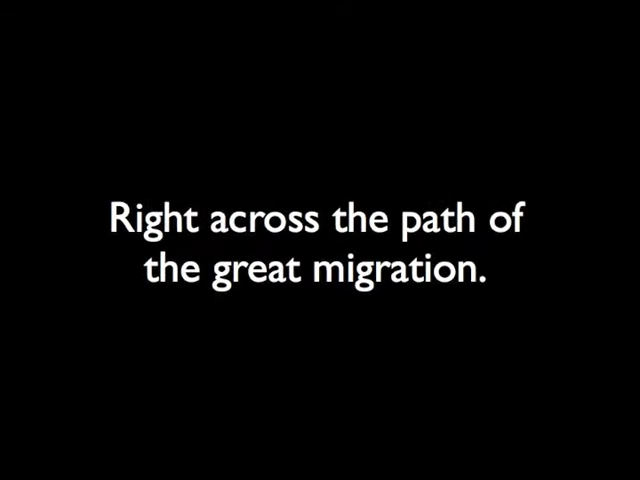 Right across the path of
the great migration.